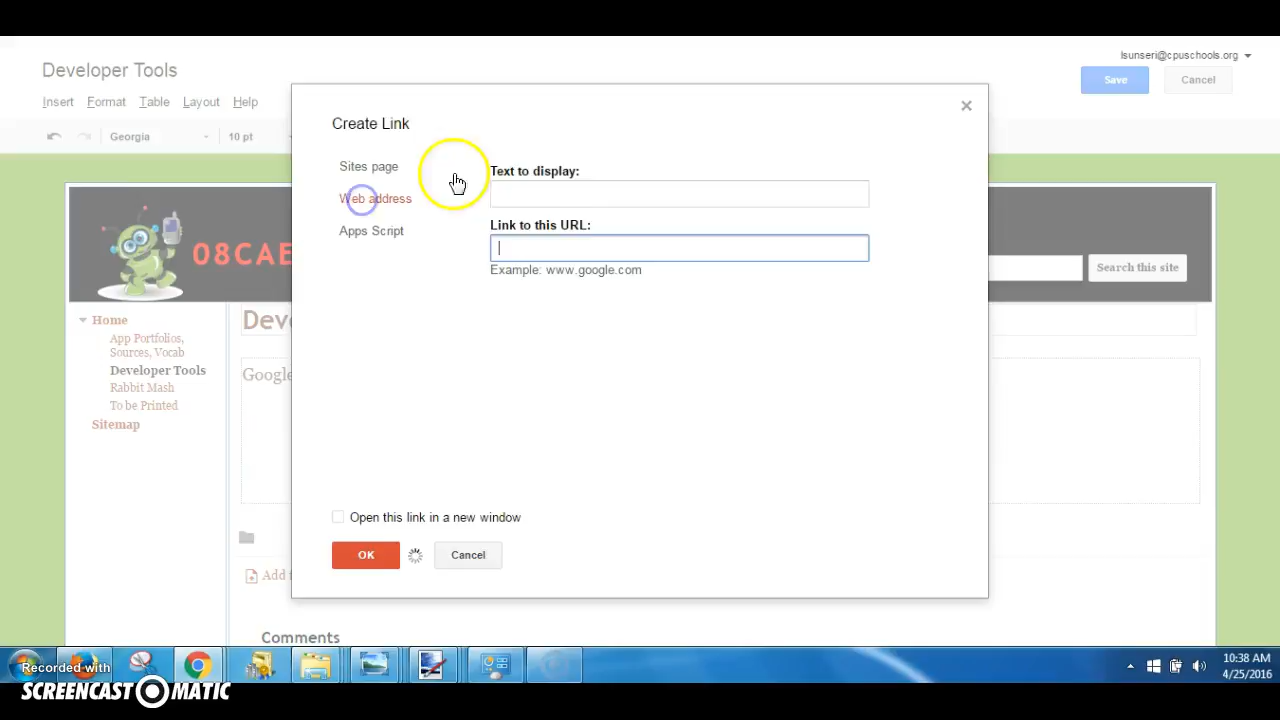 lsunseri@cpuschools.org
Developer Tools
Save
Cancel
Insert Format Table Layout Help
Georgia
10 pt
Create Link
Sites page
Web address
Apps Script
Text to display:
Link to this URL:
Example: www.google.com
Open this link in a new window
OK
Cancel
08CAE
Search this site
Home
App Portfolios,
Sources, Vocab
Developer Tools
Rabbit Mash
To be Printed
Sitemap
Deve
Google
Add f
Comments
Recorded with
SCREENCAST MATIC
10:38 AM
4/25/2016